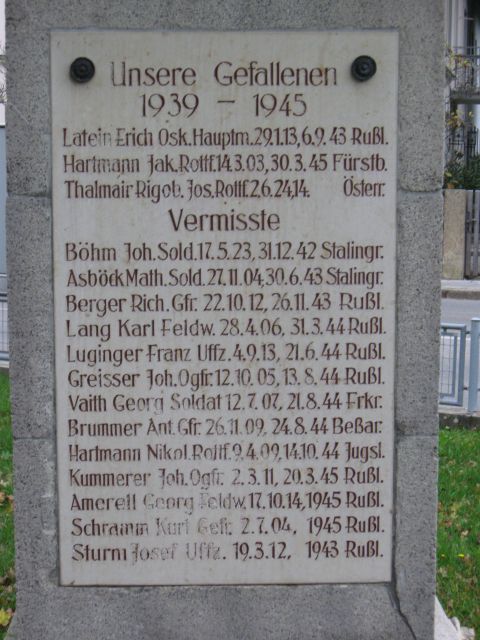 Unsere Gefallenen
1939 – 1945
Latein Erich Osk. Hauptm. 29.1.13, 6.9. 43 Rußl.
Hartmann Jak. Rottf. 14.3.03, 30.3.45 Fürstb.
Thalmair Rigob. Jos. Rottf. 26.24,14. Österr.
Vermisste
Böhm Joh. Sold. 17.5.23, 31.12. 42 Stalingr.
Asböck Math. Sold. 27.11.04, 30.6.43 Stalingr.
Berger Rich. Gfr. 22.10.12, 26.11. 43 Rußl.
Lang Karl Feldw. 28.4.06, 31.3.44 Rußl.
Luginger Franz Uffz. 4.9.13, 21.6.44 Rußl.
Greisser Joh. Ogfr. 12.10.05, 13.8.44 Rußl.
Vaith Georg Soldat 12.7.07, 21.8.44 Frkr.
Brummer Ant. Gfr. 26.11.09, 24.8.44 Beßar.
Hartmann Nikol. Rottf. 9.4.09, 14.10.44 Jugsl.
Kummerer Joh. Ogfr. 2.3.11, 20.3.45 Rußl.
Amerell Georg Feldw. 17.10.14, 1945 Rußl.
Schramm Kurt Gefr. 2.7.04, 1945 Rußl.
Sturm Josef Uffz. 19.3.12, 1943 Rußl.